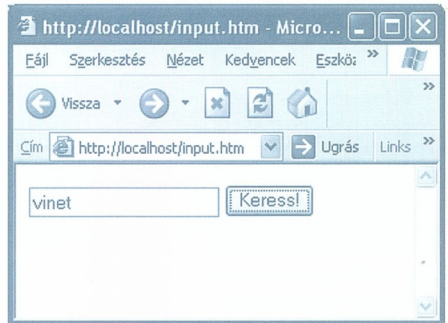 http://localhost/input.htm - Micro...
Fájl Szerkesztés Nézet Kedvencek Eszköz »
Vissza »
Cím http://localhost/input.htm Ugrás Links »
vinet Keress!